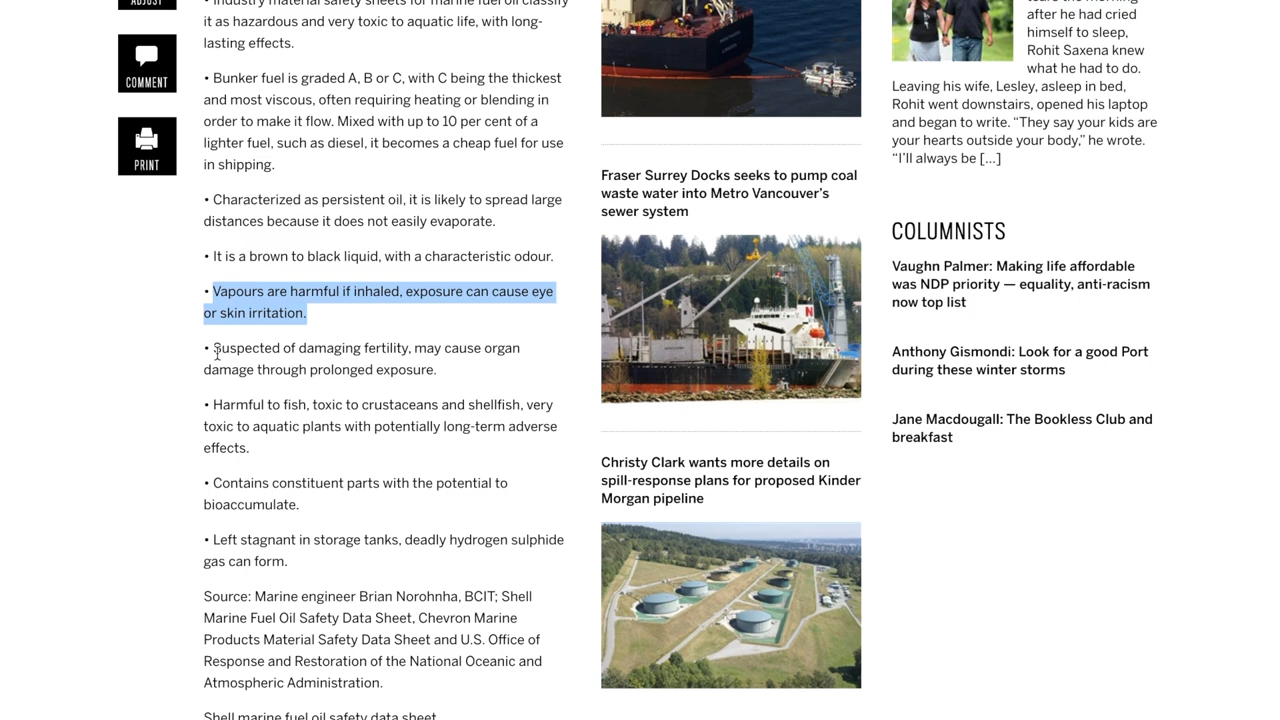 ADJUST
COMMENT
PRINT
• Industry material safety sheets for marine fuel oil classify
it as hazardous and very toxic to aquatic life, with long-
lasting effects.
• Bunker fuel is graded A, B or C, with C being the thickest
and most viscous, often requiring heating or blending in
order to make it flow. Mixed with up to 10 per cent of a
lighter fuel, such as diesel, it becomes a cheap fuel for use
in shipping.
• Characterized as persistent oil, it is likely to spread large
distances because it does not easily evaporate.
• It is a brown to black liquid, with a characteristic odour.
• Vapours are harmful if inhaled, exposure can cause eye
or skin irritation.
• Suspected of damaging fertility, may cause organ
damage through prolonged exposure.
• Harmful to fish, toxic to crustaceans and shellfish, very
toxic to aquatic plants with potentially long-term adverse
effects.
• Contains constituent parts with the potential to
bioaccumulate.
• Left stagnant in storage tanks, deadly hydrogen sulphide
gas can form.
Source: Marine engineer Brian Norohnha, BCIT; Shell
Marine Fuel Oil Safety Data Sheet, Chevron Marine
Products Material Safety Data Sheet and U.S. Office of
Response and Restoration of the National Oceanic and
Atmospheric Administration.
Shell marine fuel oil safety data sheet
Fraser Surrey Docks seeks to pump coal
waste water into Metro Vancouver's
sewer system
N
Christy Clark wants more details on
spill-response plans for proposed Kinder
Morgan pipeline
tears the morning
after he had cried
himself to sleep,
Rohit Saxena knew
what he had to do.
Leaving his wife, Lesley, asleep in bed,
Rohit went downstairs, opened his laptop
and began to write. “They say your kids are
your hearts outside your body,” he wrote.
“I'll always be […]
COLUMNISTS
Vaughn Palmer: Making life affordable
was NDP priority — equality, anti-racism
now top list
Anthony Gismondi: Look for a good Port
during these winter storms
Jane Macdougall: The Bookless Club and
breakfast